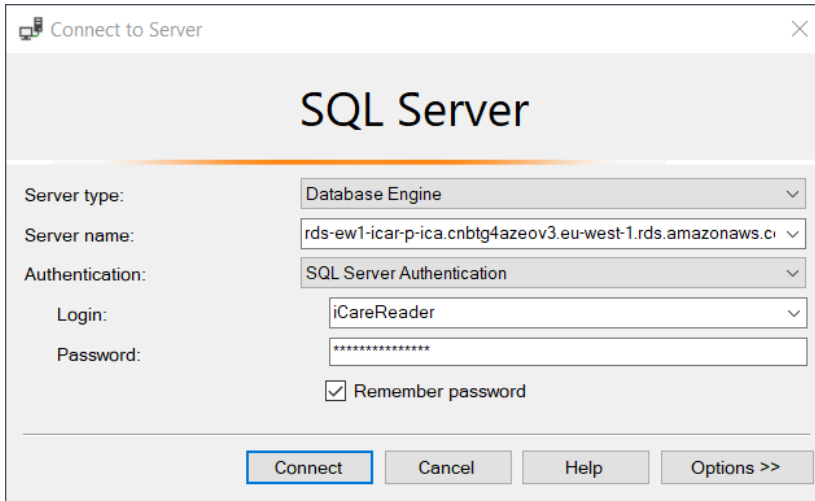 Connect to Server
SQL Server
Server type: Database Engine
Server name: rds-ew1-icar-p-ica.cnbtg4azeov3.eu-west-1.rds.amazonaws.c
Authentication: SQL Server Authentication
Login: iCareReader
Password: ***************
Remember password
Connect Cancel Help Options >>